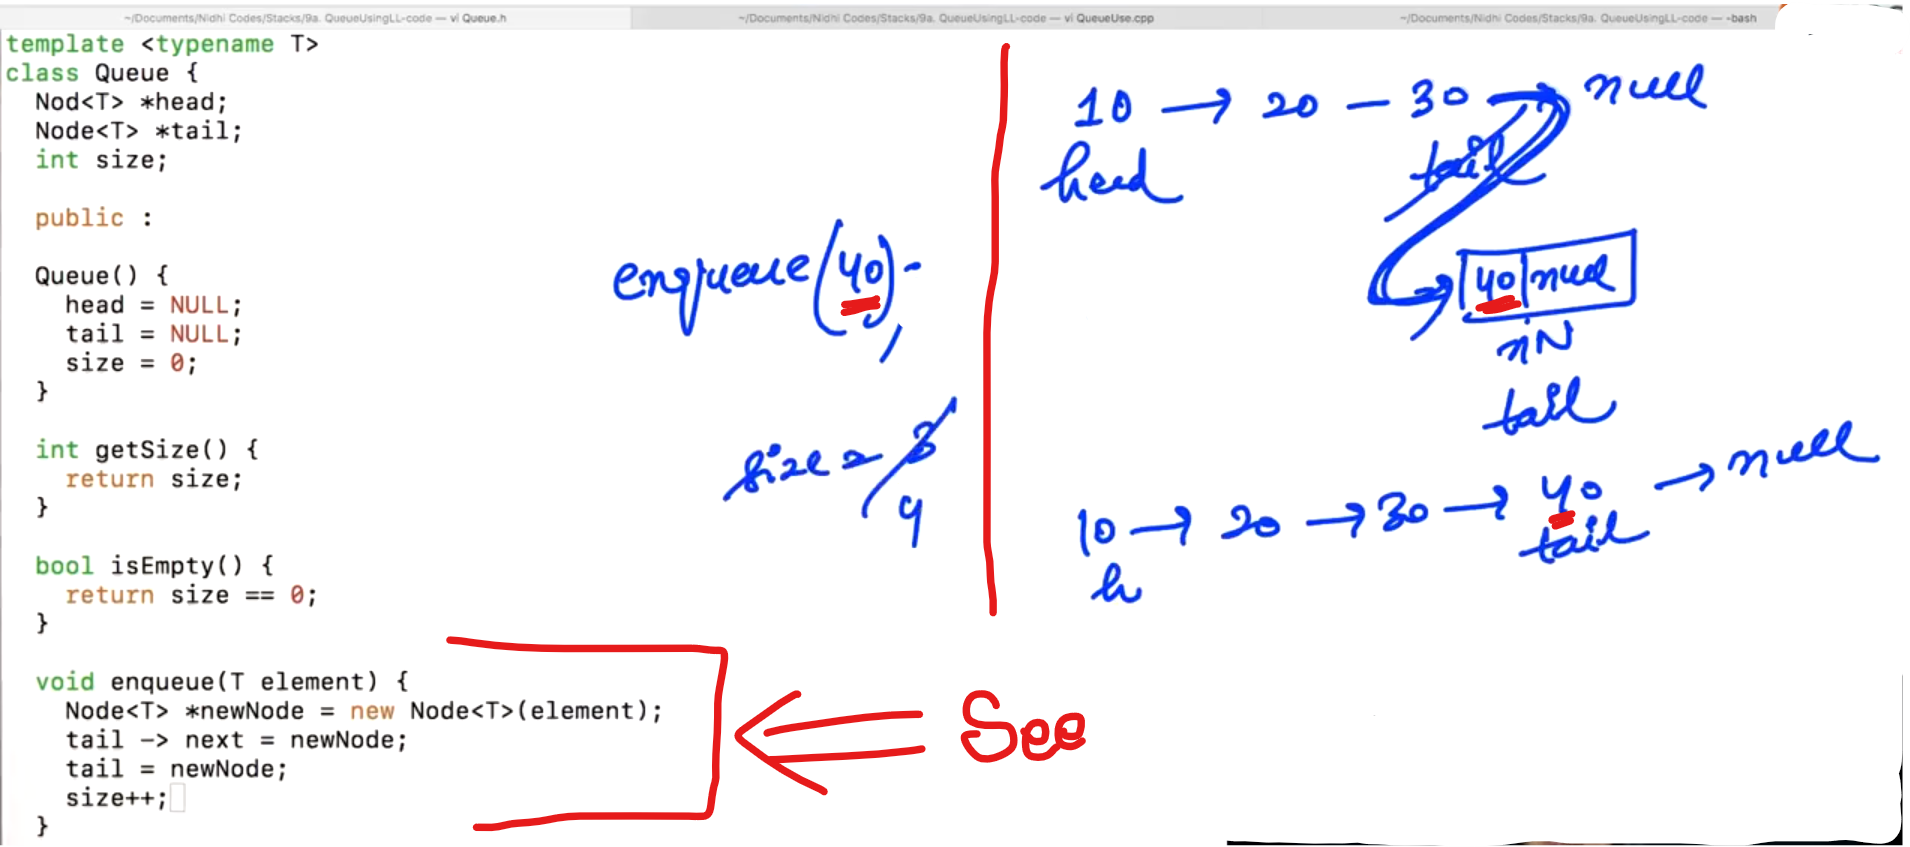 ~/Documents/Nidhi Codes/Stacks/9a. QueueUsingLL-code — vi Queue.h
~/Documents/Nidhi Codes/Stacks/9a. QueueUsingLL-code — vi QueueUse.cpp
~/Documents/Nidhi Codes/Stacks/9a. QueueUsingLL-code — -bash
template <typename T>
class Queue {
Nod<T> *head;
Node<T> *tail;
int size;
public :
Queue() {
head = NULL;
tail = NULL;
size = 0;
}
int getSize() {
return size;
}
bool isEmpty() {
return size == 0;
}
void enqueue(T element) {
Node<T> *newNode = new Node<T>(element);
tail -> next = newNode;
tail = newNode;
size++;
}
enqueue(40);
size = 3
4
10 → 20 — 30 → null
head tail
40 | null
nN
tail
10 → 20 → 30 → 40 → null
h tail
See